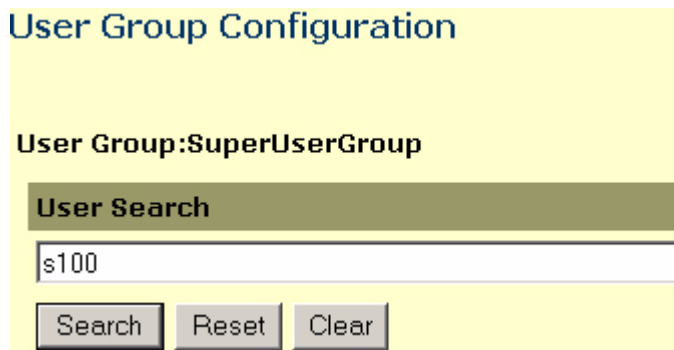 User Group Configuration
User Group:SuperUserGroup
User Search
s100
Search Reset Clear